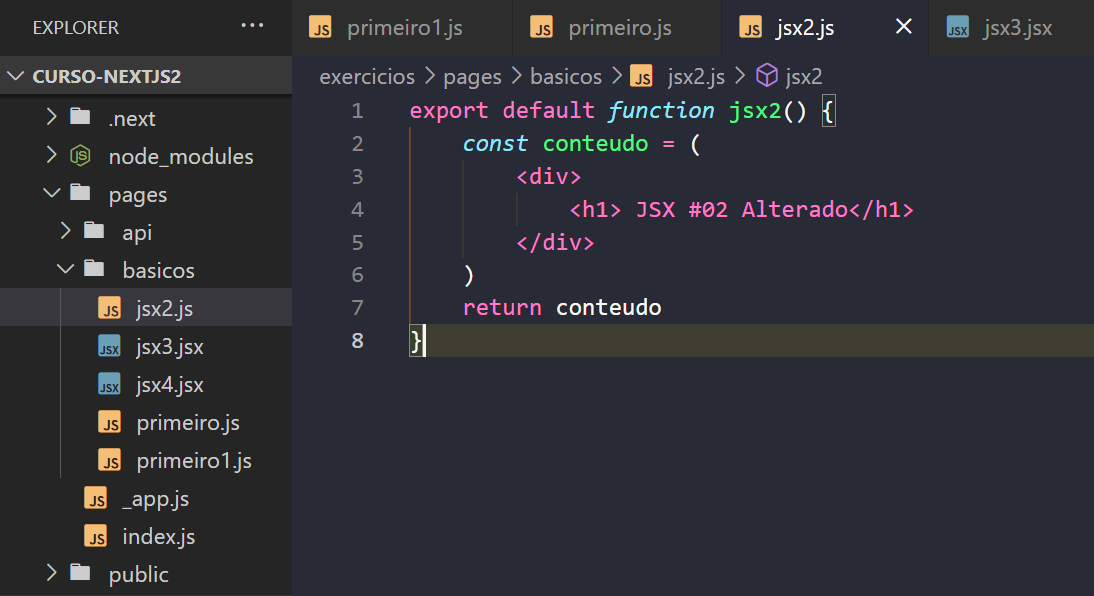 EXPLORER ...
CURSO-NEXTJS2
.next
node_modules
pages
api
basicos
JS jsx2.js
JSX jsx3.jsx
JSX jsx4.jsx
JS primeiro.js
JS primeiro1.js
JS _app.js
JS index.js
public
JS primeiro1.js JS primeiro.js JS jsx2.js JSX jsx3.jsx
exercicios > pages > basicos > JS jsx2.js > jsx2
1 export default function jsx2() {
2     const conteudo = (
3         <div>
4             <h1> JSX #02 Alterado</h1>
5         </div>
6     )
7     return conteudo
8 }